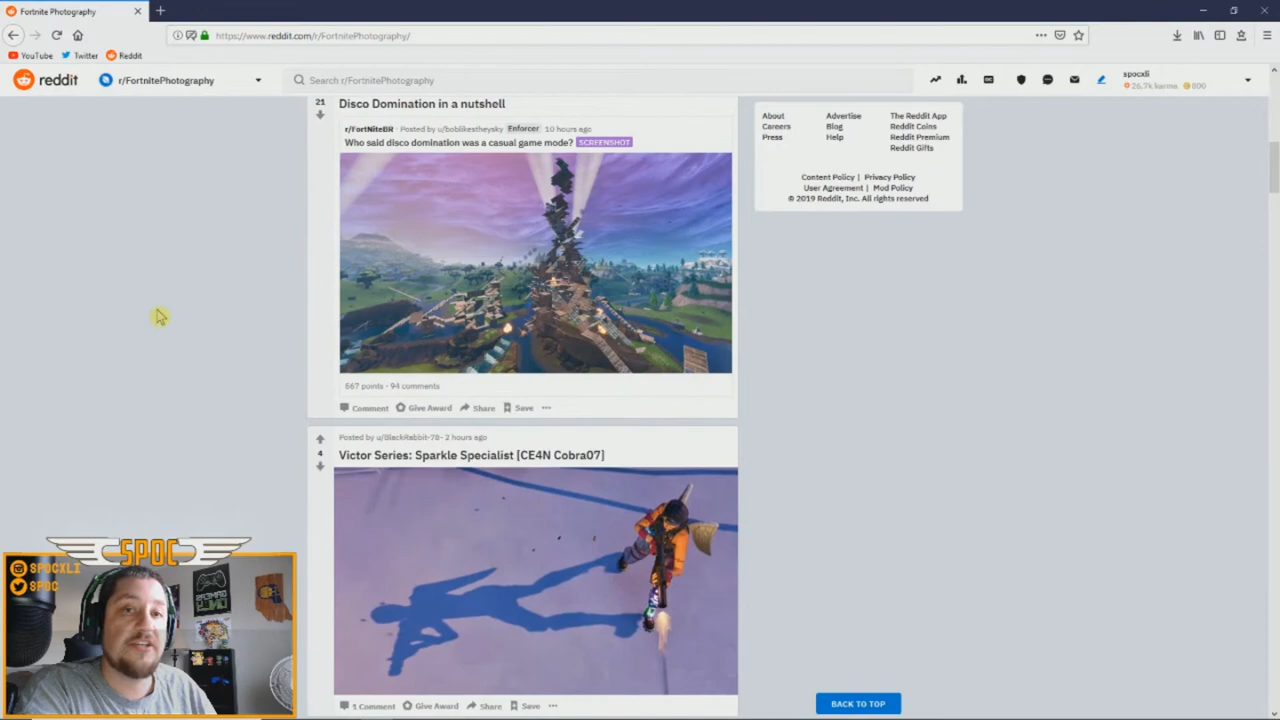 Fortnite Photography
https://www.reddit.com/r/FortnitePhotography/
YouTube Twitter Reddit
reddit r/FortnitePhotography Search r/FortnitePhotography spocxli
26.7k karma 800
21 Disco Domination in a nutshell
r/FortNiteBR · Posted by u/boblikestheysky Enforcer 10 hours ago
Who said disco domination was a casual game mode? SCREENSHOT
667 points · 94 comments
Comment Give Award Share Save
About Advertise The Reddit App
Careers Blog Reddit Coins
Press Help Reddit Premium
Reddit Gifts
Content Policy | Privacy Policy
User Agreement | Mod Policy
© 2019 Reddit, Inc. All rights reserved
Posted by u/BlackRabbit-78 · 2 hours ago
4 Victor Series: Sparkle Specialist [CE4N Cobra07]
1 Comment Give Award Share Save
BACK TO TOP
SPOC
SPOCXLI
SPOC